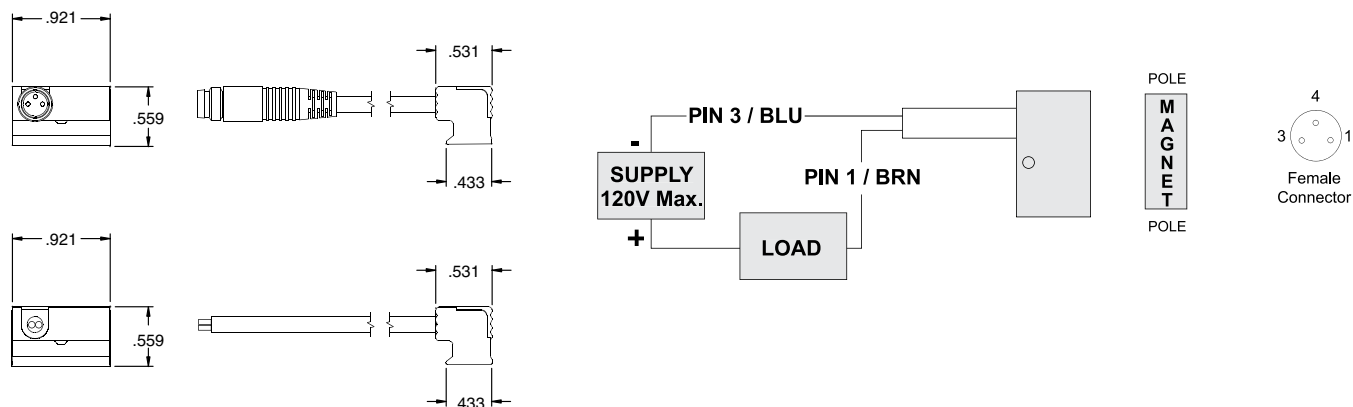 .921
.559
.531
.433
.921
.559
.531
.433
PIN 3 / BLU
-
SUPPLY
120V Max.
+
PIN 1 / BRN
LOAD
POLE
MAGNET
POLE
4
3
1
Female
Connector